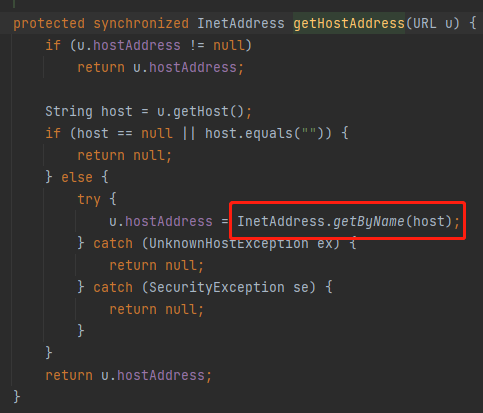 protected synchronized InetAddress getHostAddress(URL u) {
if (u.hostAddress != null)
return u.hostAddress;
String host = u.getHost();
if (host == null || host.equals("")) {
return null;
} else {
try {
u.hostAddress = InetAddress.getByName(host);
} catch (UnknownHostException ex) {
return null;
} catch (SecurityException se) {
return null;
}
}
return u.hostAddress;
}